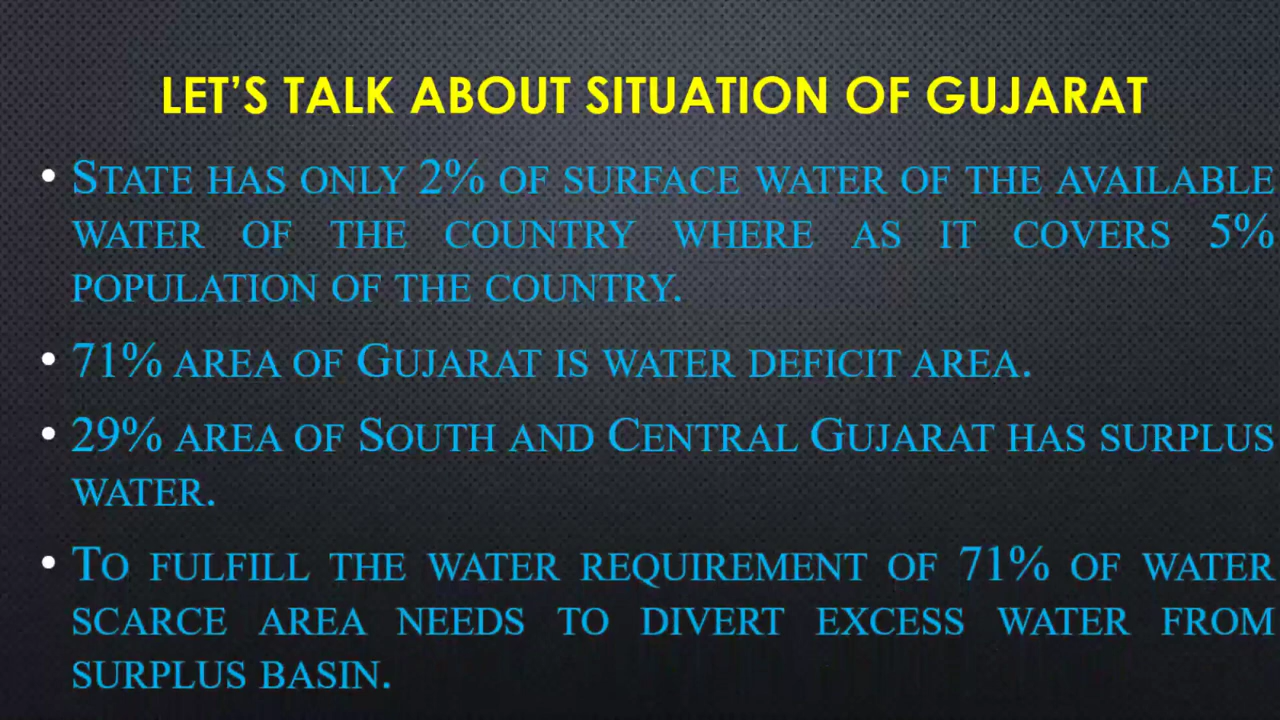 LET'S TALK ABOUT SITUATION OF GUJARAT
• STATE HAS ONLY 2% OF SURFACE WATER OF THE AVAILABLE
WATER OF THE COUNTRY WHERE AS IT COVERS 5%
POPULATION OF THE COUNTRY.
• 71% AREA OF GUJARAT IS WATER DEFICIT AREA.
• 29% AREA OF SOUTH AND CENTRAL GUJARAT HAS SURPLUS
WATER.
• TO FULFILL THE WATER REQUIREMENT OF 71% OF WATER
SCARCE AREA NEEDS TO DIVERT EXCESS WATER FROM
SURPLUS BASIN.